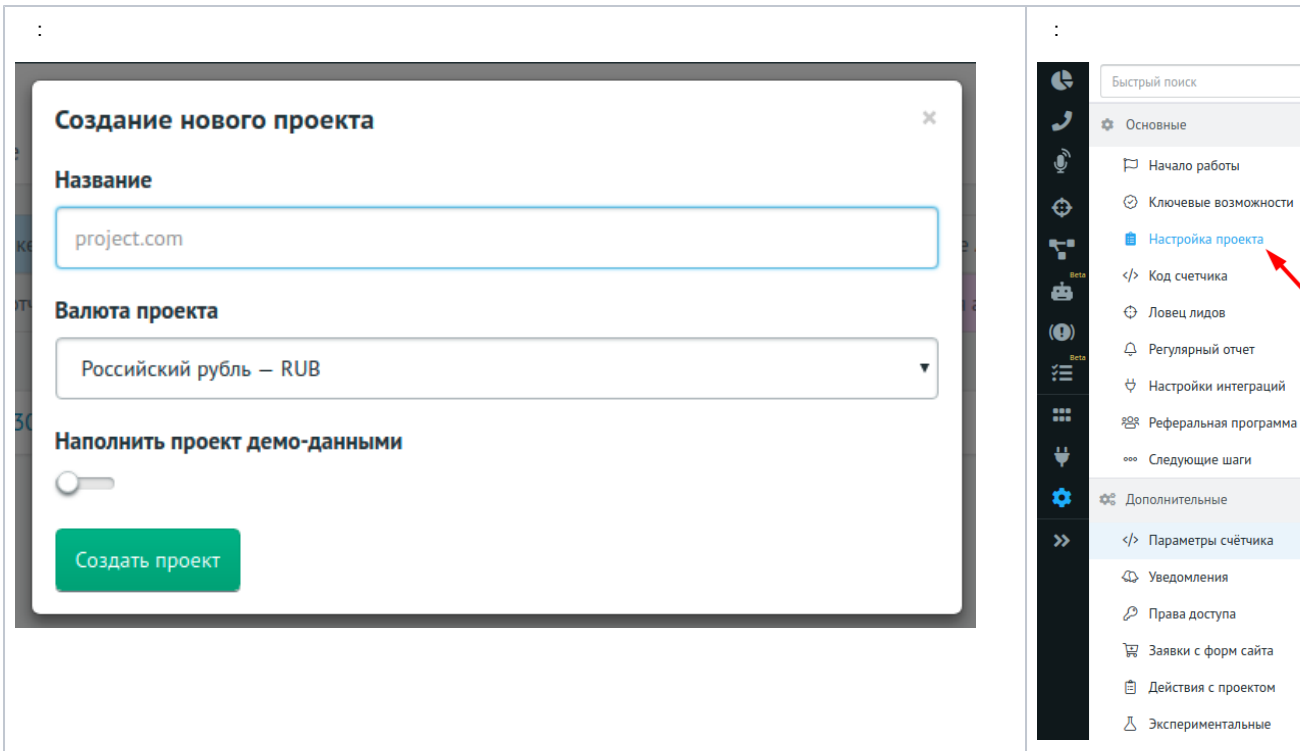 :
Создание нового проекта
×
Название
project.com
Валюта проекта
Российский рубль — RUB
Наполнить проект демо-данными
Создать проект
:
Быстрый поиск
Основные
Начало работы
Ключевые возможности
Настройка проекта
Beta
</> Код счетчика
Ловец лидов
Регулярный отчет
Beta
Настройки интеграций
Реферальная программа
Следующие шаги
Дополнительные
</> Параметры счётчика
Уведомления
Права доступа
Заявки с форм сайта
Действия с проектом
Экспериментальные